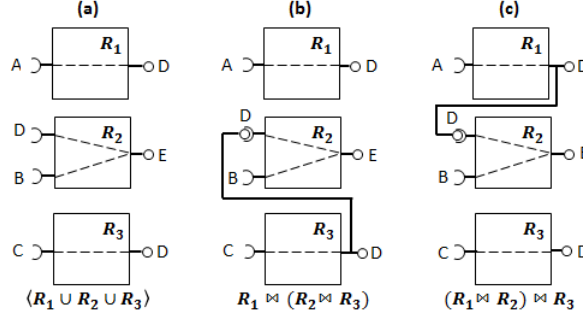 (a) (b) (c)
R₁ R₁ R₁
A D A D A D
D D D
R₂ R₂ R₂
E E E
B B B
R₃ R₃ R₃
C D C D C D
⟨R₁ ∪ R₂ ∪ R₃⟩ R₁ ⋈ (R₂ ⋈ R₃) (R₁ ⋈ R₂) ⋈ R₃